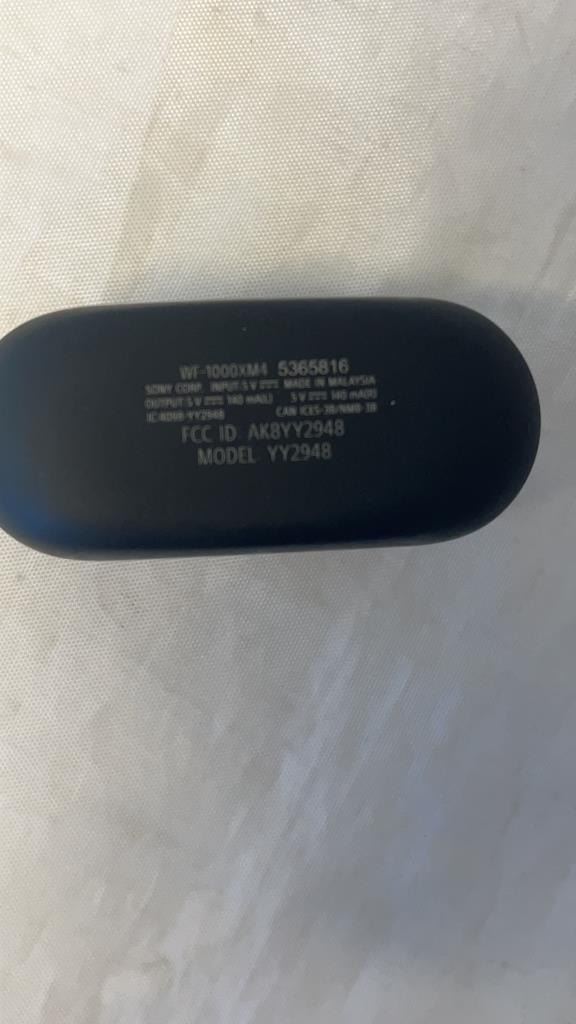 WF-1000XM4 5365816
SONY CORP. INPUT:5 V ⎓ MADE IN MALAYSIA
OUTPUT:5 V ⎓ 140 mA(L) 5 V ⎓ 140 mA(R)
IC:409B-YY2948 CAN ICES-3B/NMB-3B
FCC ID: AK8YY2948
MODEL: YY2948